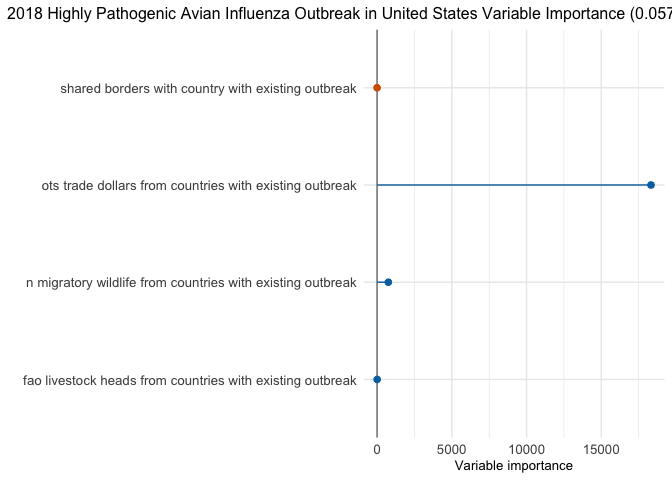 2018 Highly Pathogenic Avian Influenza Outbreak in United States Variable Importance (0.057
shared borders with country with existing outbreak
ots trade dollars from countries with existing outbreak
n migratory wildlife from countries with existing outbreak
fao livestock heads from countries with existing outbreak
0 5000 10000 15000
Variable importance